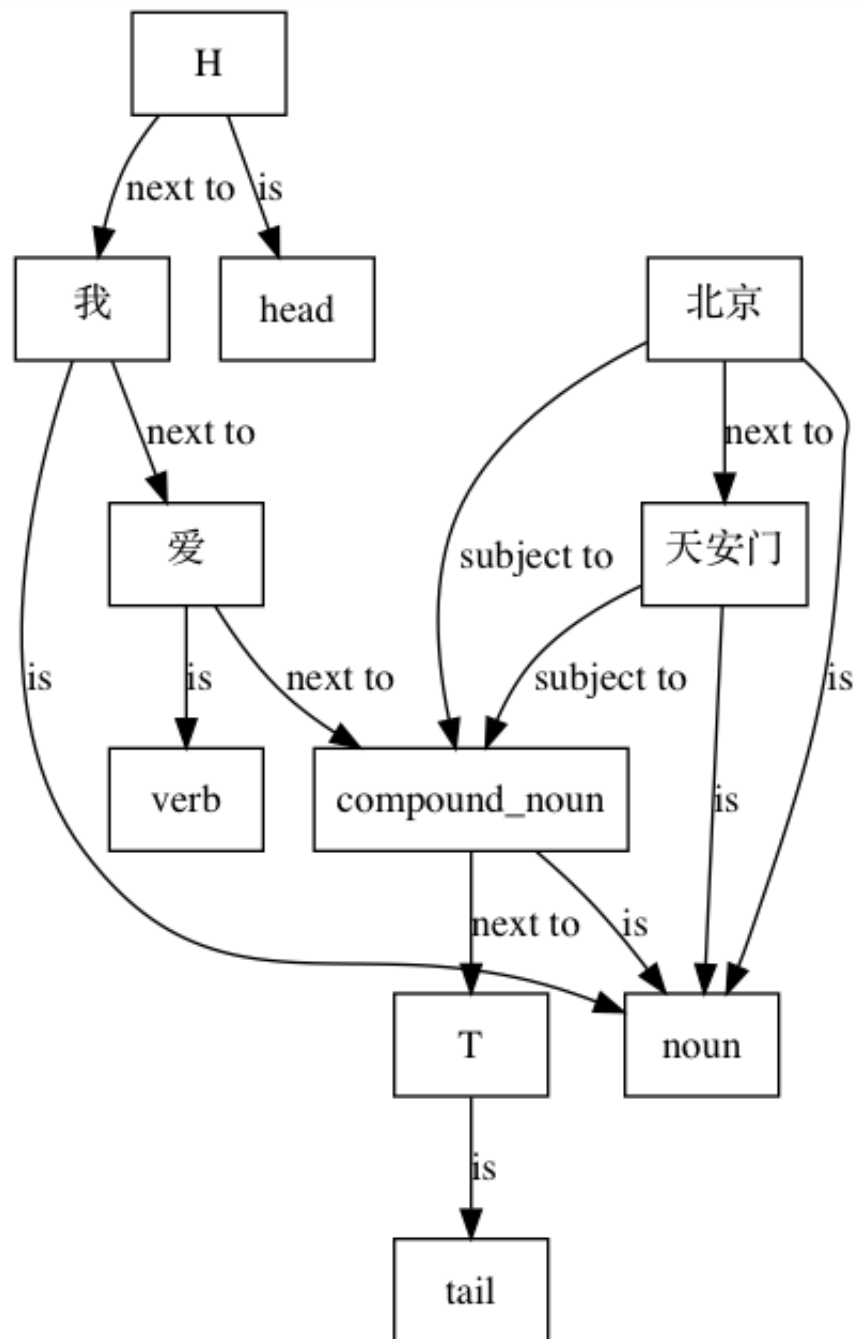 H
next to
is
我
head
北京
next to
next to
爱
天安门
subject to
is
is
next to
subject to
is
verb
compound_noun
is
next to
is
T
noun
is
tail